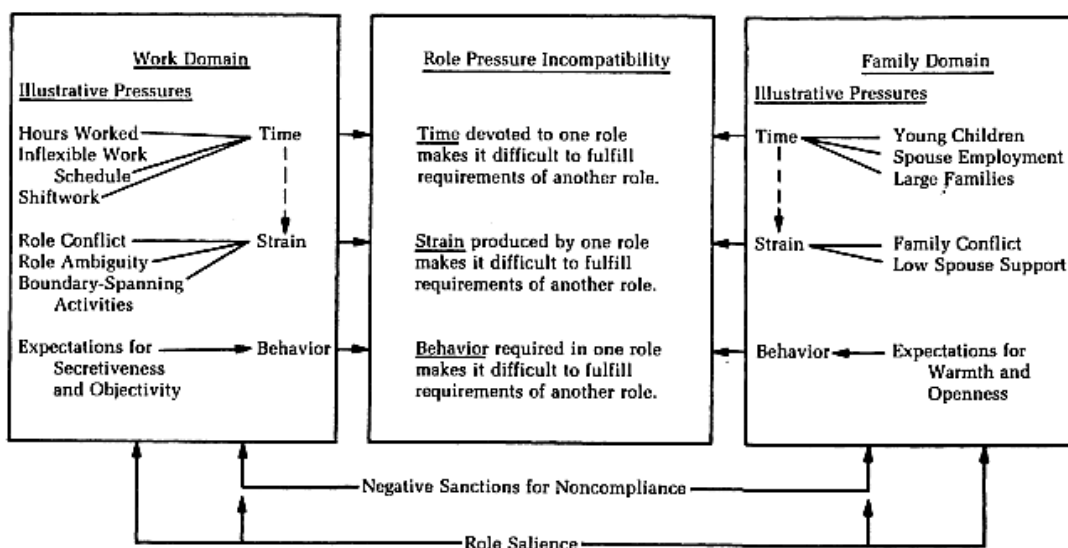 Work Domain
Illustrative Pressures
Hours Worked
Inflexible Work
Schedule
Shiftwork
Time
Role Conflict
Role Ambiguity
Boundary-Spanning
Activities
Strain
Expectations for
Secretiveness
and Objectivity
Behavior
Role Pressure Incompatibility
Time devoted to one role
makes it difficult to fulfill
requirements of another role.
Strain produced by one role
makes it difficult to fulfill
requirements of another role.
Behavior required in one role
makes it difficult to fulfill
requirements of another role.
Family Domain
Illustrative Pressures
Time
Young Children
Spouse Employment
Large Families
Strain
Family Conflict
Low Spouse Support
Behavior
Expectations for
Warmth and
Openness
Negative Sanctions for Noncompliance
Role Salience